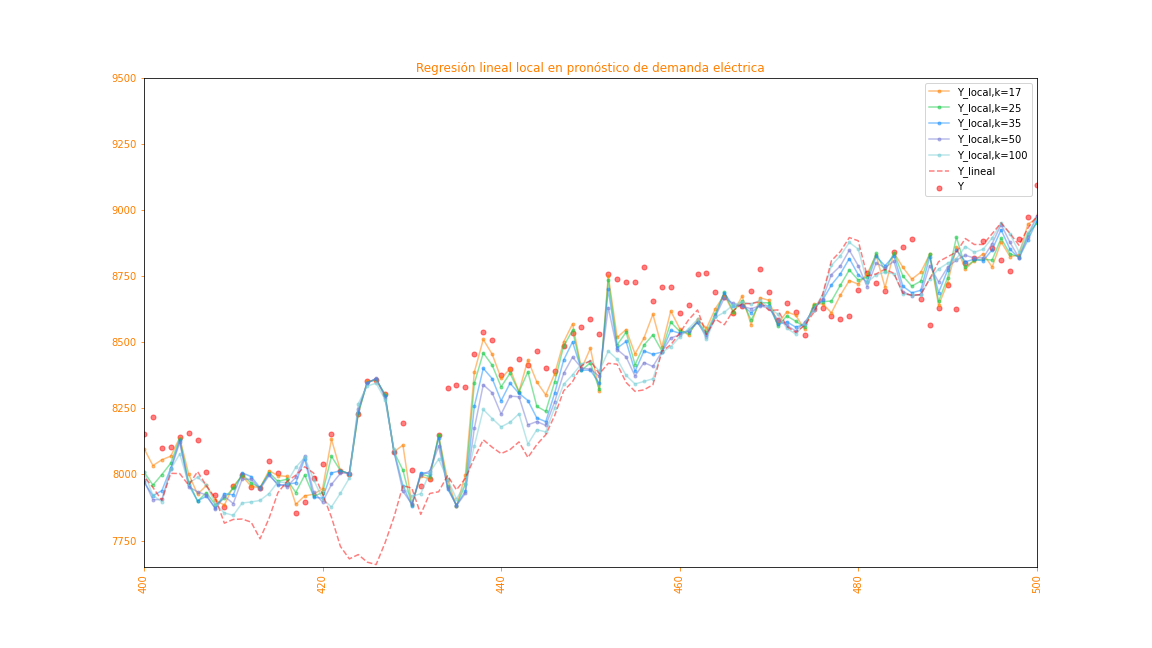 Regresión lineal local en pronóstico de demanda eléctrica
9500
9250
9000
8750
8500
8250
8000
7750
400
420
440
460
480
500
Y_local,k=17
Y_local,k=25
Y_local,k=35
Y_local,k=50
Y_local,k=100
Y_lineal
Y